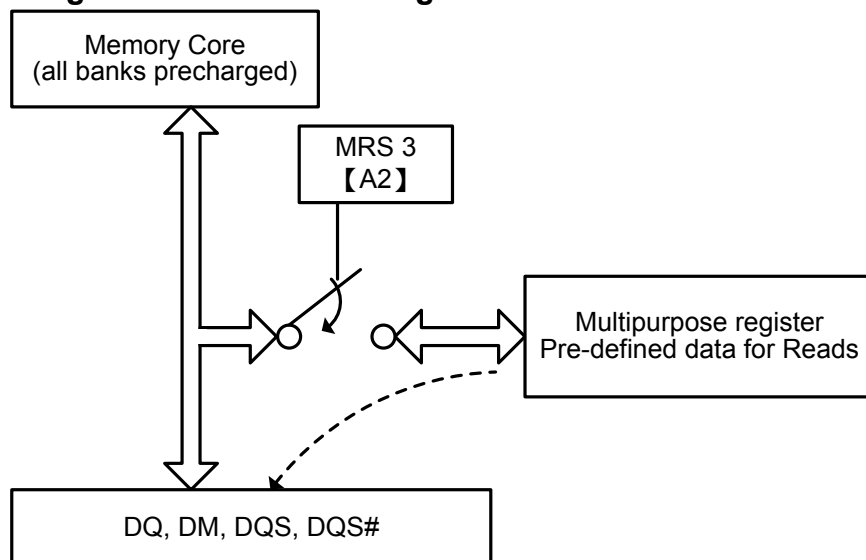 Memory Core
(all banks precharged)
MRS 3
【A2】
Multipurpose register
Pre-defined data for Reads
DQ, DM, DQS, DQS#